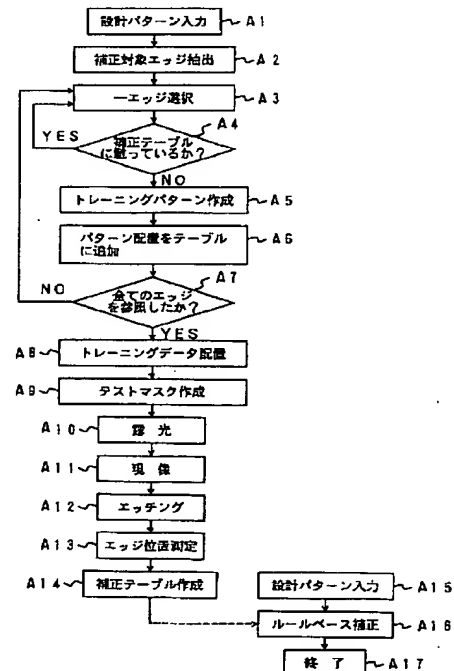 設計パターン入力 A1
補正対象エッジ抽出 A2
一エッジ選択 A3
A4
YES
補正テーブル
に載っているか?
NO
トレーニングパターン作成 A5
パターン配置をテーブル
に追加 A6
A7
NO
全てのエッジ
を参照したか?
YES
A8 トレーニングデータ配置
A9 テストマスク作成
A10 露 光
A11 現 像
A12 エッチング
A13 エッジ位置測定
A14 補正テーブル作成
設計パターン入力 A15
ルールベース補正 A16
終 了 A17